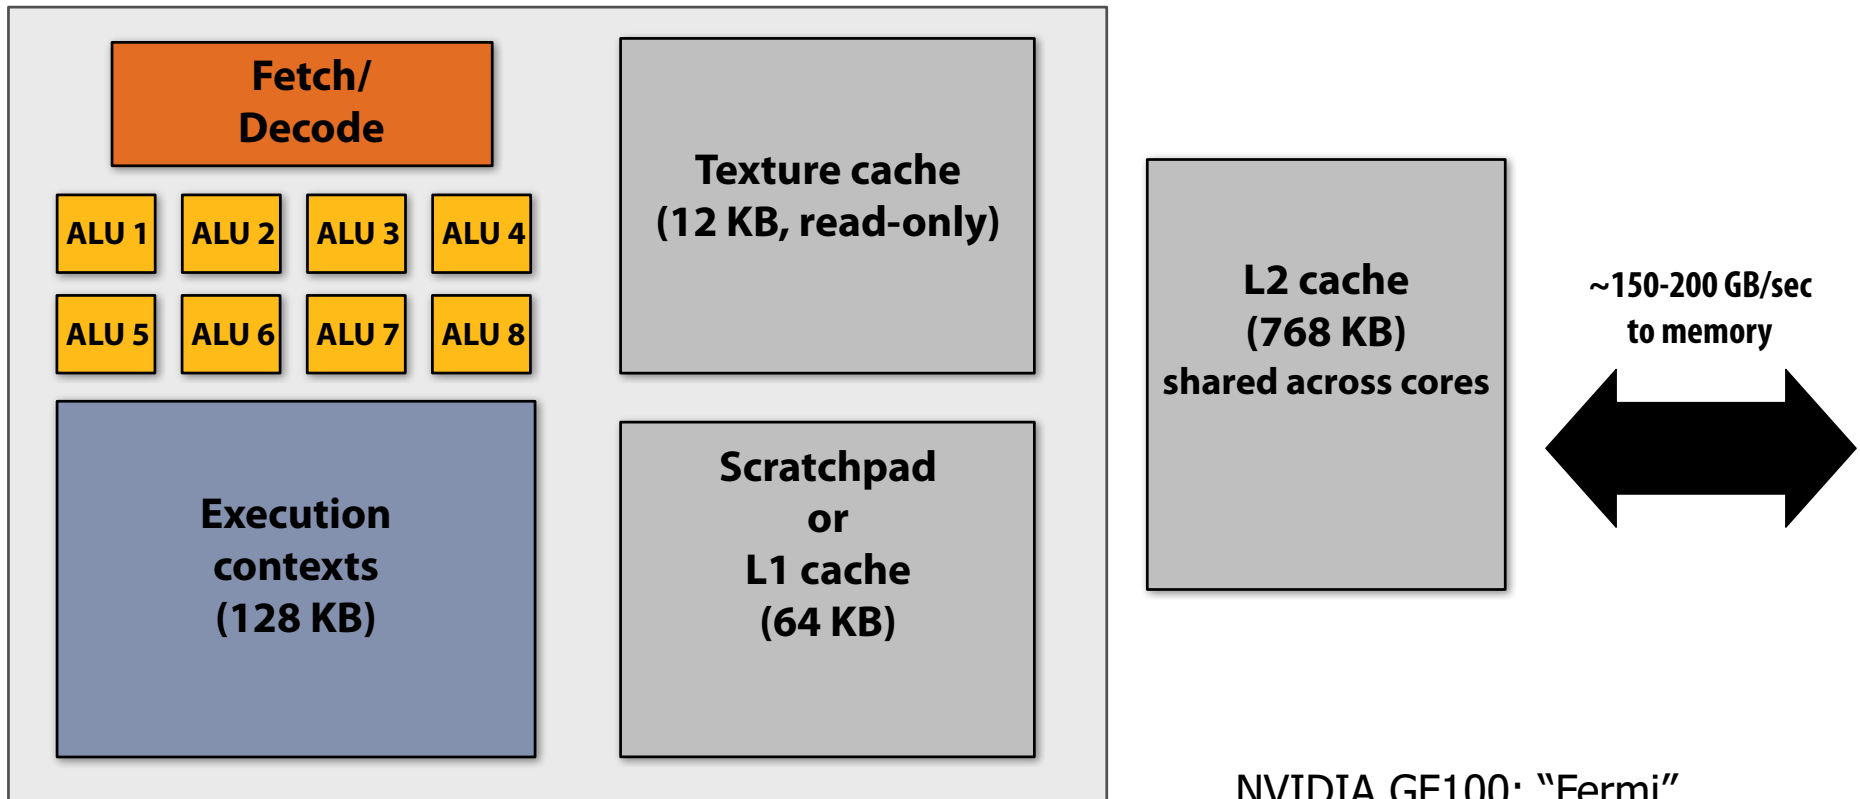 Fetch/
Decode
ALU 1
ALU 2
ALU 3
ALU 4
ALU 5
ALU 6
ALU 7
ALU 8
Execution
contexts
(128 KB)
Texture cache
(12 KB, read-only)
Scratchpad
or
L1 cache
(64 KB)
L2 cache
(768 KB)
shared across cores
~150-200 GB/sec
to memory
NVIDIA GF100: “Fermi”